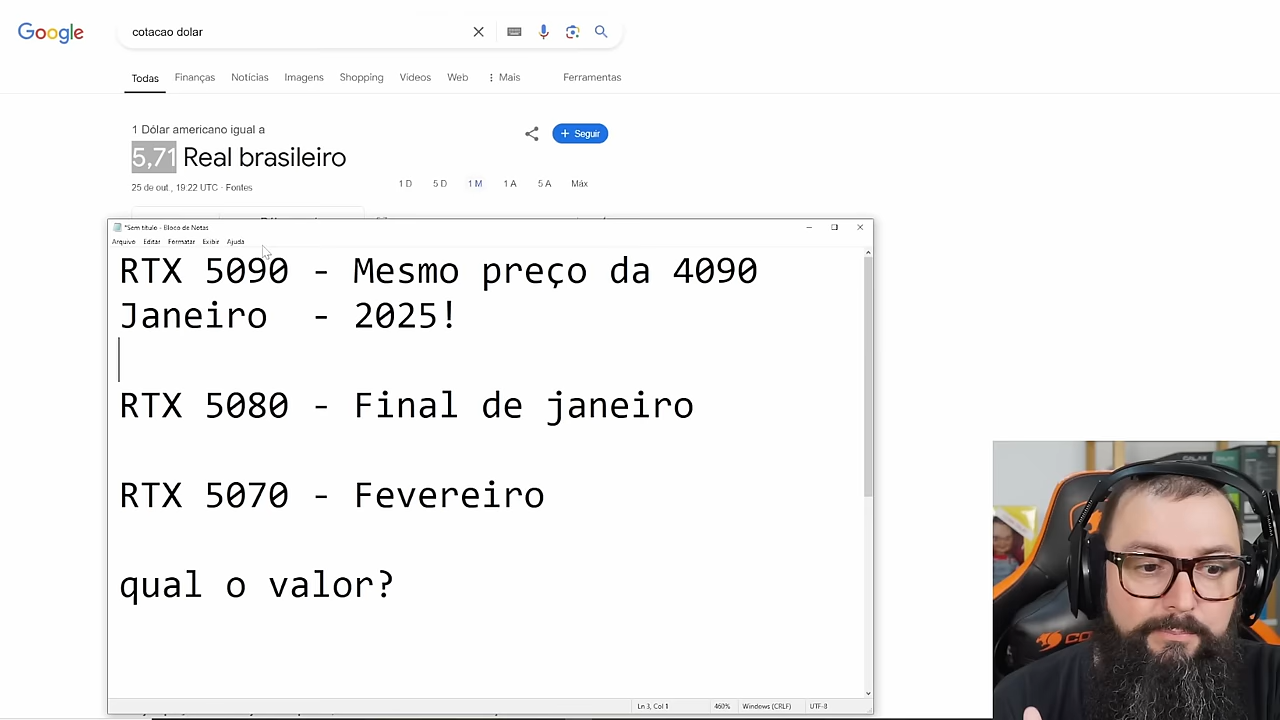 Google
cotacao dolar
Todas Finanças Notícias Imagens Shopping Vídeos Web Mais Ferramentas
1 Dólar americano igual a
5,71 Real brasileiro
Seguir
25 de out., 19:22 UTC · Fontes
1 D 5 D 1 M 1 A 5 A Máx
*Sem título - Bloco de Notas
Arquivo Editar Formatar Exibir Ajuda
RTX 5090 - Mesmo preço da 4090
Janeiro  - 2025!
RTX 5080 - Final de janeiro
RTX 5070 - Fevereiro
qual o valor?
Ln 3, Col 1 460% Windows (CRLF) UTF-8